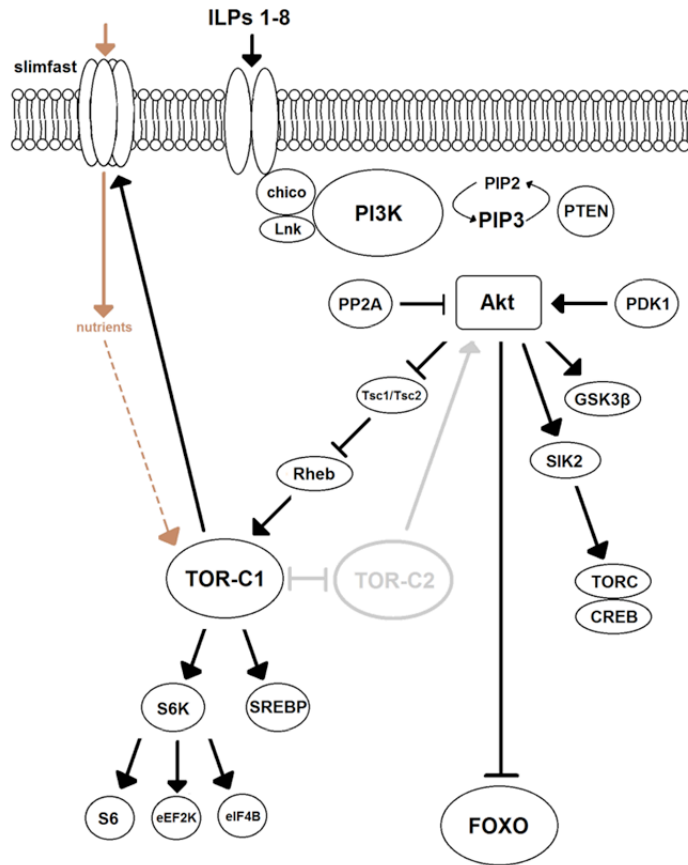 ILPs 1-8
slimfast
chico
Lnk
PI3K
PIP2
PIP3
PTEN
PP2A
Akt
PDK1
nutrients
Tsc1/Tsc2
GSK3β
Rheb
SIK2
TOR-C1
TOR-C2
TORC
CREB
S6K
SREBP
S6
eEF2K
eIF4B
FOXO